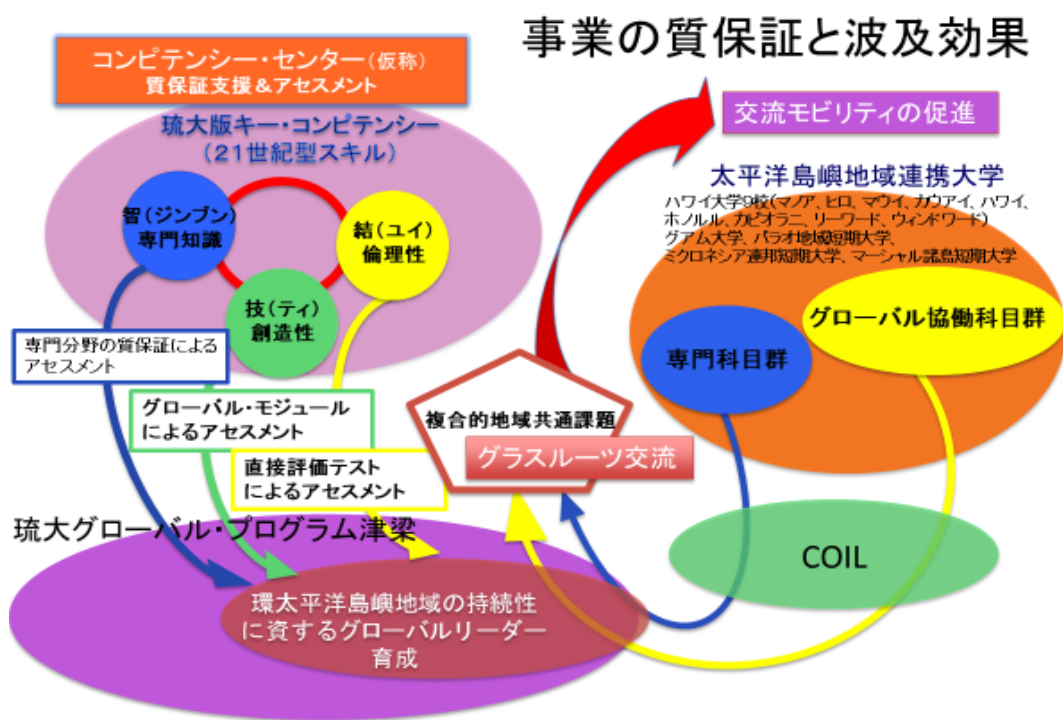 事業の質保証と波及効果
コンピテンシー・センター(仮称)
質保証支援&アセスメント
琉大版キー・コンピテンシー
(21世紀型スキル)
智(ジンブン)
専門知識
結(ユイ)
倫理性
技(ティ)
創造性
専門分野の質保証による
アセスメント
グローバル・モジュール
によるアセスメント
直接評価テスト
によるアセスメント
琉大グローバル・プログラム津梁
環太平洋島嶼地域の持続性
に資するグローバルリーダー
育成
複合的地域共通課題
グラスルーツ交流
交流モビリティの促進
太平洋島嶼地域連携大学
ハワイ大学9校(マノア、ヒロ、マウイ、カウアイ、ハワイ、
ホノルル、カピオラニ、リーワード、ウィンドワード)
グアム大学、パラオ地域短期大学、
ミクロネシア連邦短期大学、マーシャル諸島短期大学
グローバル協働科目群
専門科目群
COIL